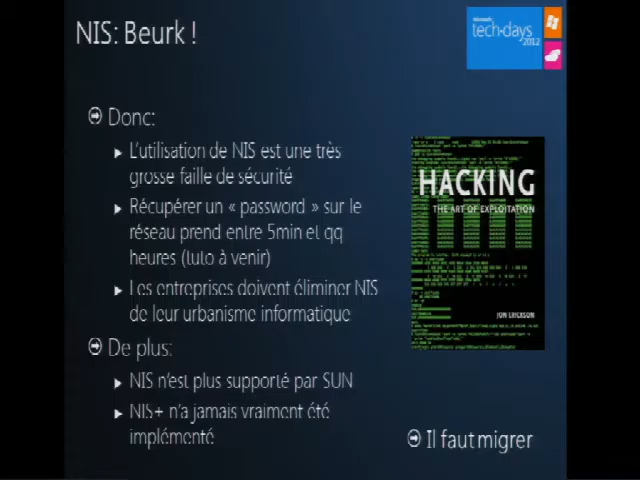 NIS: Beurk !
Microsoft
tech·days
2012
Donc:
L'utilisation de NIS est une très
grosse faille de sécurité
Récupérer un « password » sur le
réseau prend entre 5min et qq
heures (tuto à venir)
Les entreprises doivent éliminer NIS
de leur urbanisme informatique
De plus:
NIS n'est plus supporté par SUN
NIS+ n'a jamais vraiment été
implémenté
HACKING
THE ART OF EXPLOITATION
JON ERICKSON
Il faut migrer